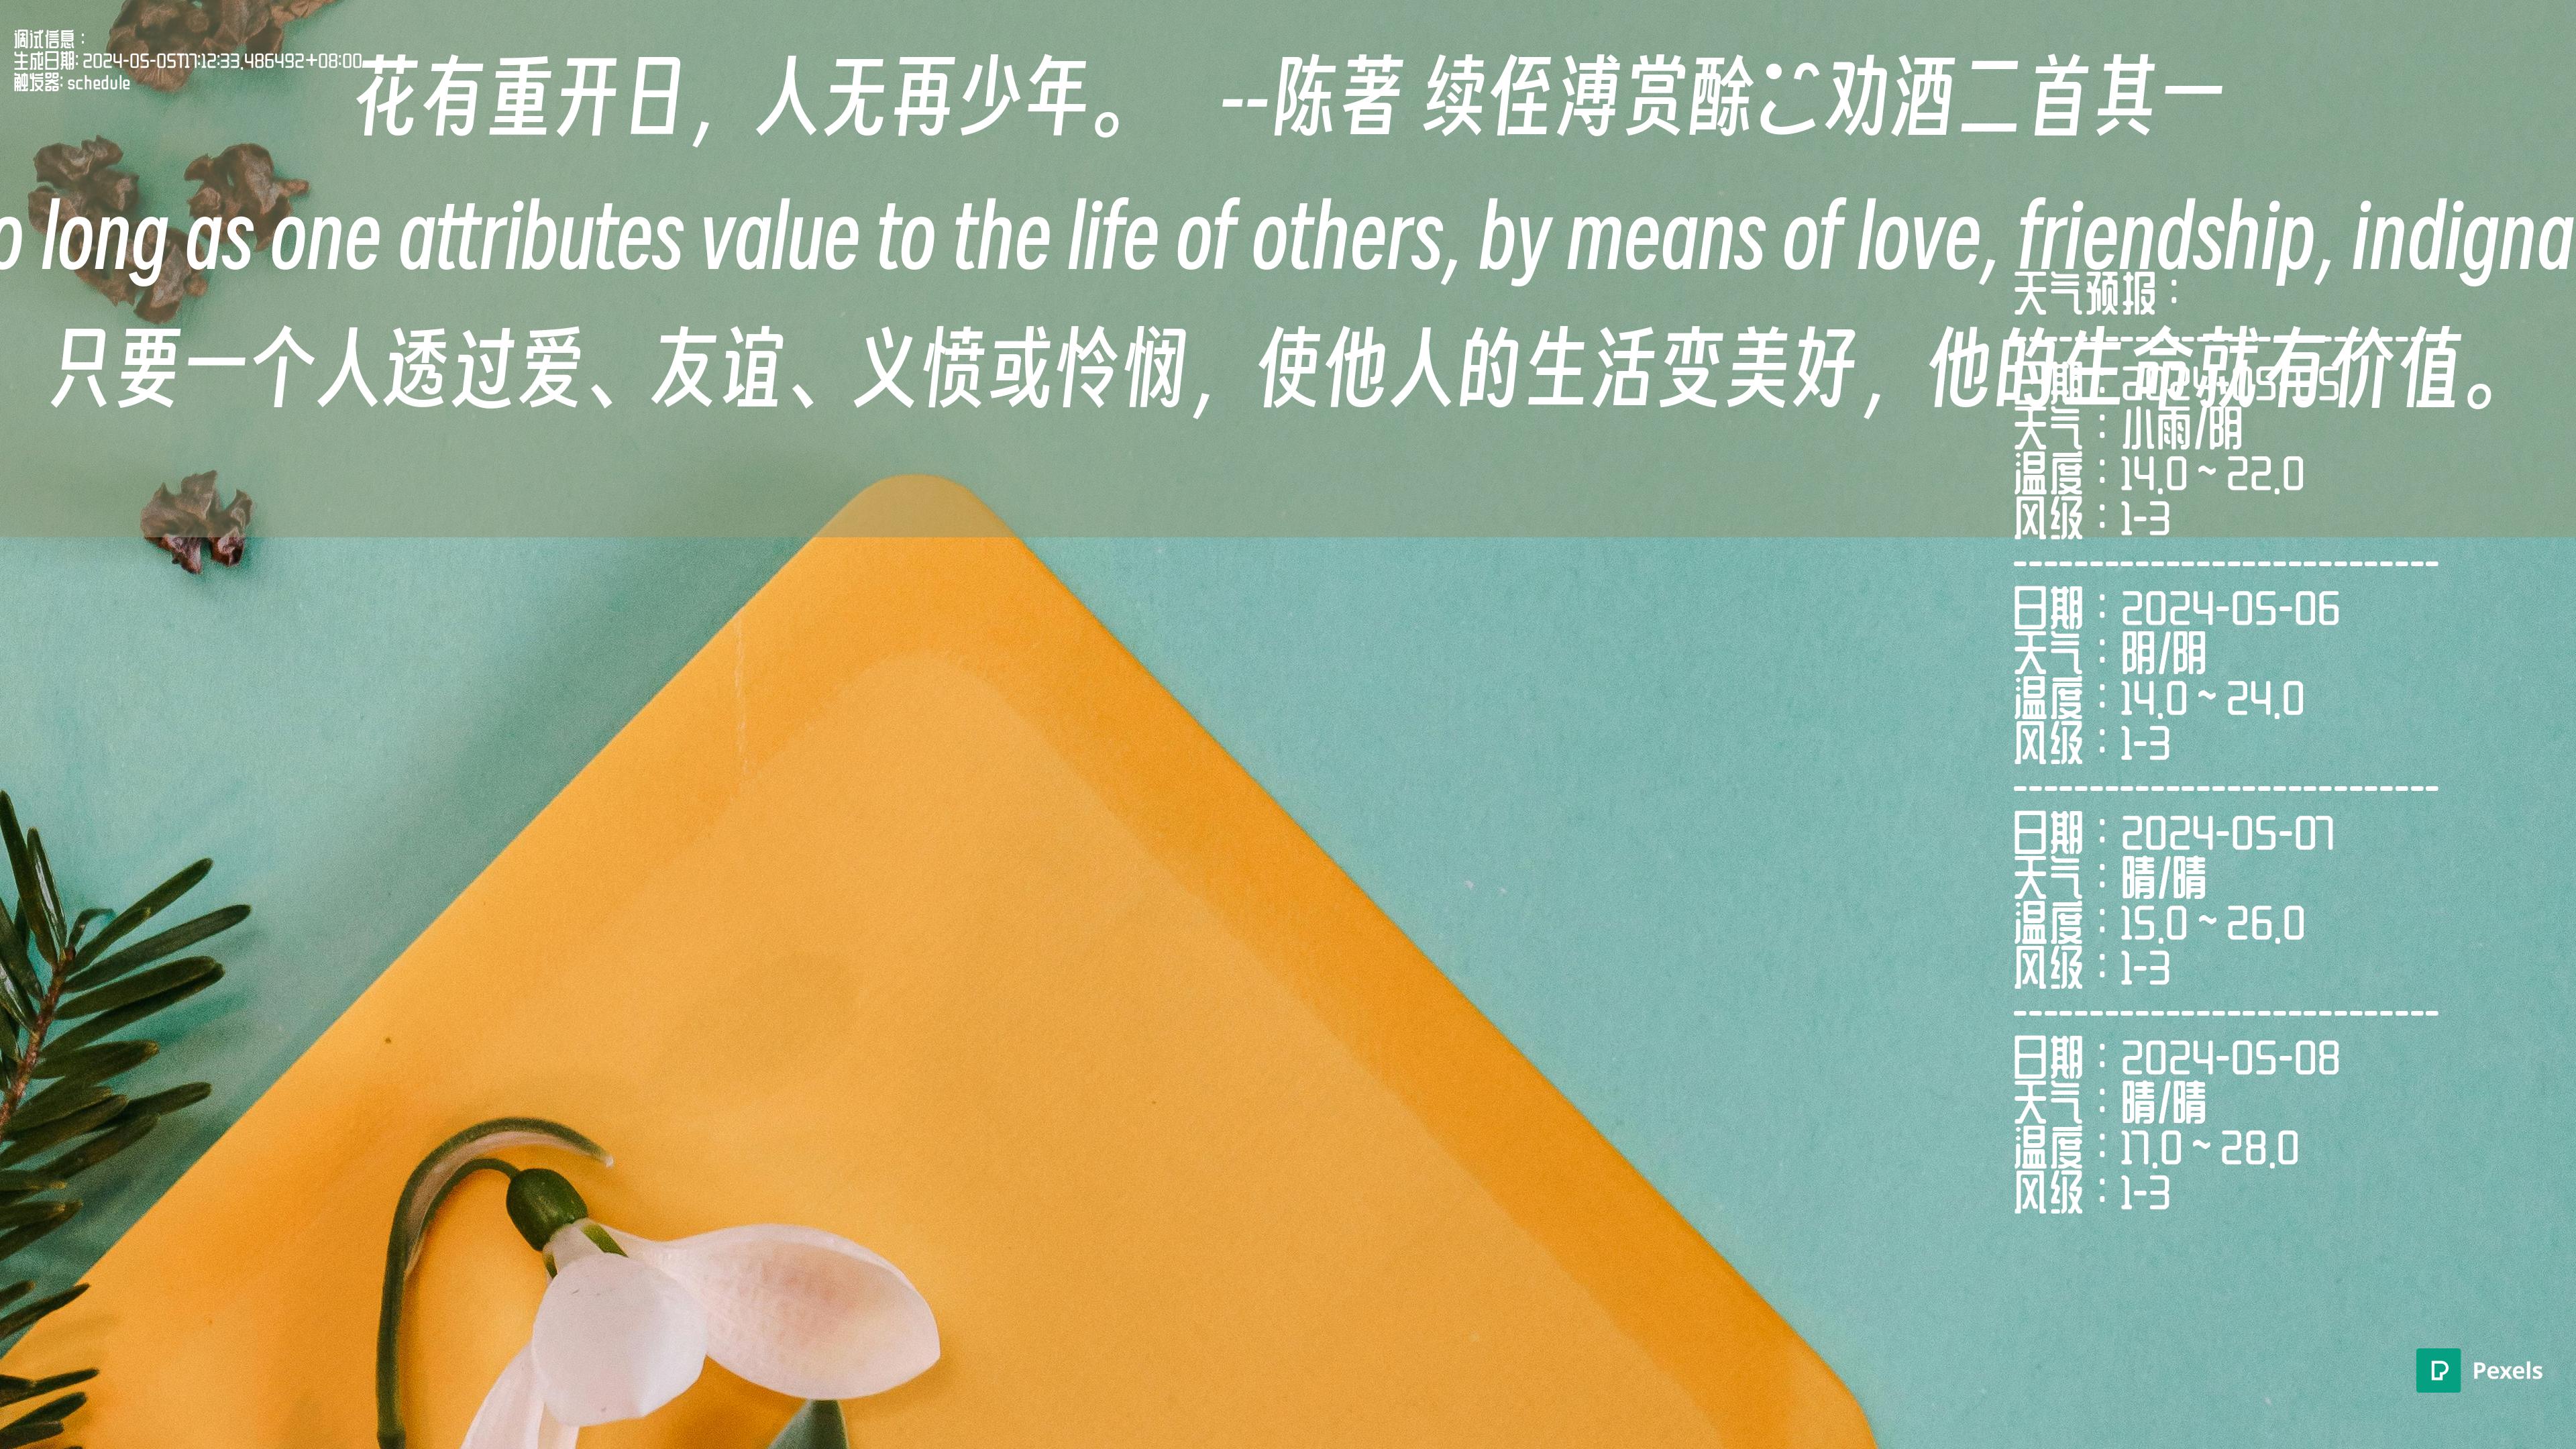 调试信息：
生成日期: 2024-05-05T17:12:33.486492+08:00
触发器: schedule
花有重开日，人无再少年。 --陈著 续侄溥赏酴劝酒二首其一
long as one attributes value to the life of others, by means of love, friendship,
只要一个人透过爱、友谊、义愤或怜悯，使他人的生活变美好，他的生命就有价值。
天气预报：
---------------------------
日期：2024-05-05
天气：小雨/阴
温度：14.0 ~ 22.0
风级：1-3
---------------------------
日期：2024-05-06
天气：阴/阴
温度：14.0 ~ 24.0
风级：1-3
---------------------------
日期：2024-05-07
天气：晴/晴
温度：15.0 ~ 26.0
风级：1-3
---------------------------
日期：2024-05-08
天气：晴/晴
温度：17.0 ~ 28.0
风级：1-3
Pexels